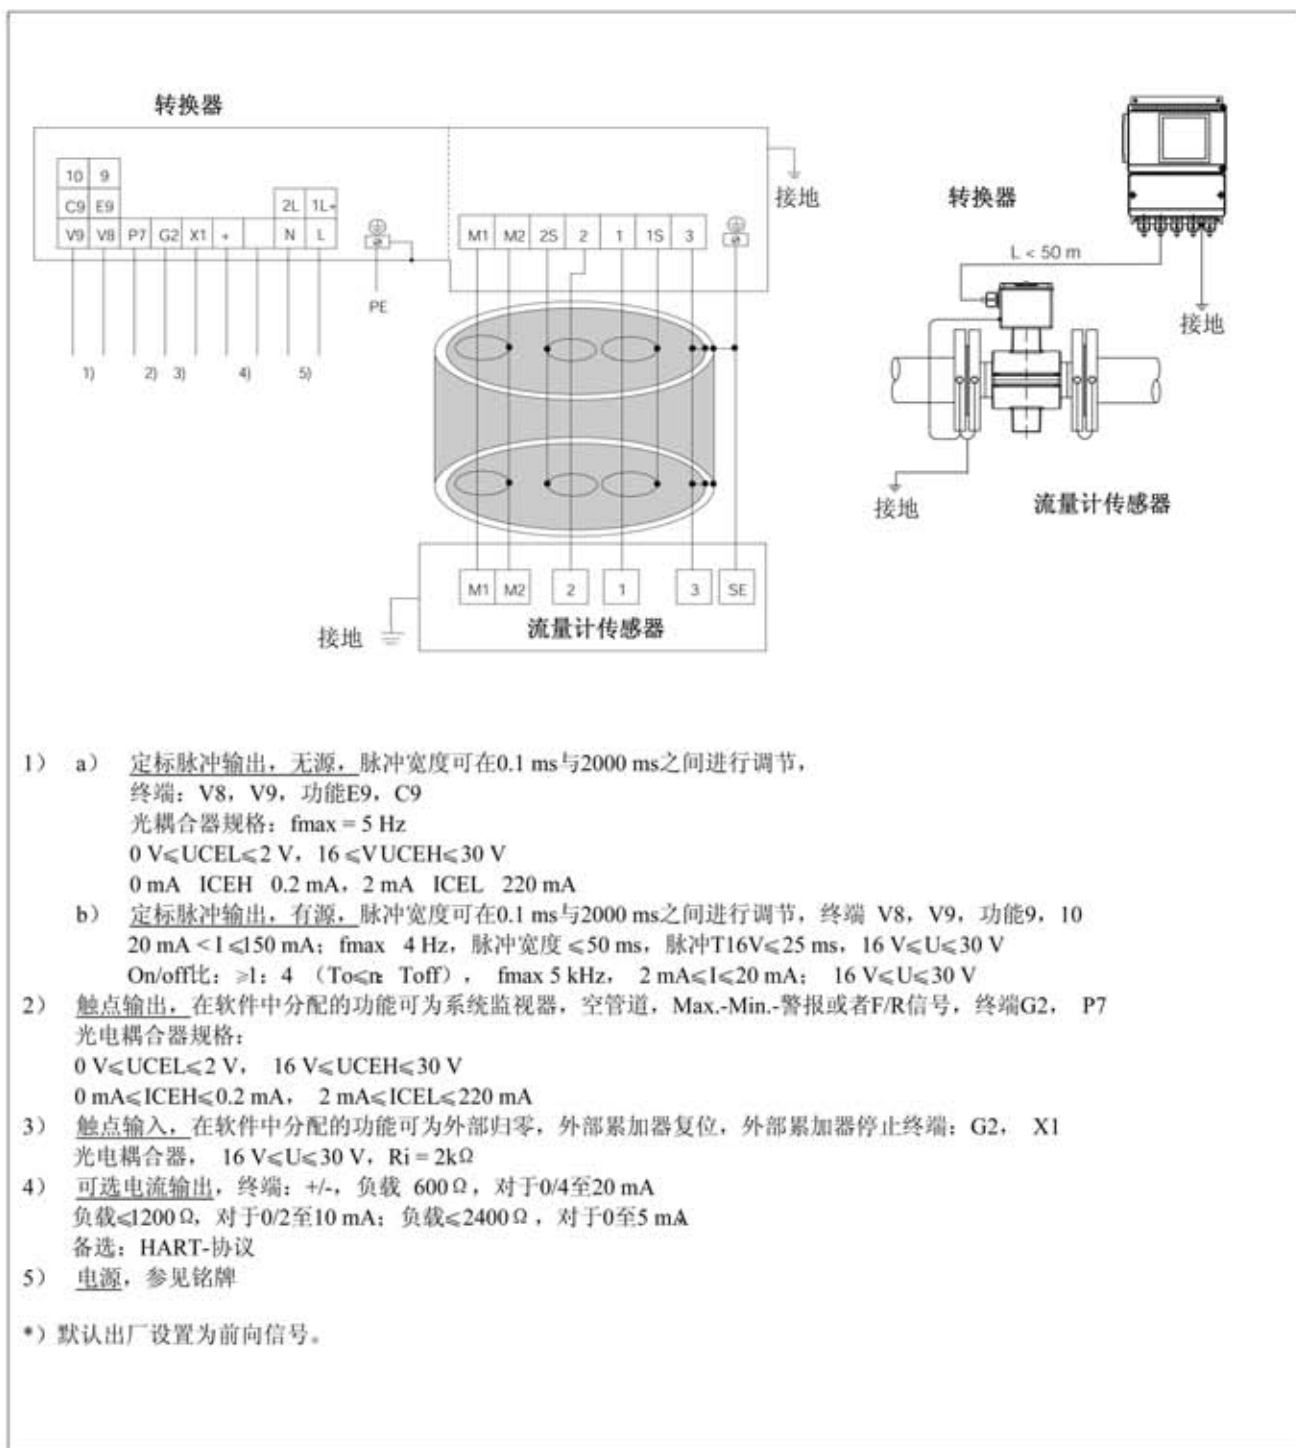 转换器
10 9
C9 E9 2L 1L+
V9 V8 P7 G2 X1 + N L
PE
1) 2) 3) 4) 5)
M1 M2 2S 2 1 1S 3
接地
M1 M2 2 1 3 SE
流量计传感器
接地
转换器
L < 50 m
接地
接地
流量计传感器
1） a） 定标脉冲输出，无源，脉冲宽度可在0.1 ms与2000 ms之间进行调节，
终端：V8，V9，功能E9，C9
光耦合器规格：fmax = 5 Hz
0 V≤UCEL≤2 V，16 ≤V UCEH≤30 V
0 mA ICEH 0.2 mA，2 mA ICEL 220 mA
b） 定标脉冲输出，有源，脉冲宽度可在0.1 ms与2000 ms之间进行调节，终端 V8，V9，功能9，10
20 mA < I ≤150 mA；fmax 4 Hz，脉冲宽度 ≤50 ms，脉冲T16V≤25 ms，16 V≤U≤30 V
On/off比：≥1：4 （To≤n： Toff）， fmax 5 kHz， 2 mA≤I≤20 mA； 16 V≤U≤30 V
2） 触点输出，在软件中分配的功能可为系统监视器，空管道，Max.-Min.-警报或者F/R信号，终端G2， P7
光电耦合器规格：
0 V≤UCEL≤2 V， 16 V≤UCEH≤30 V
0 mA≤ICEH≤0.2 mA， 2 mA≤ICEL≤220 mA
3） 触点输入，在软件中分配的功能可为外部归零，外部累加器复位，外部累加器停止终端：G2， X1
光电耦合器， 16 V≤U≤30 V，Ri = 2kΩ
4） 可选电流输出，终端：+/-，负载 600Ω，对于0/4至20 mA
负载≤1200Ω，对于0/2至10 mA；负载≤2400Ω，对于0至5 mA
备选：HART-协议
5） 电源，参见铭牌
*）默认出厂设置为前向信号。